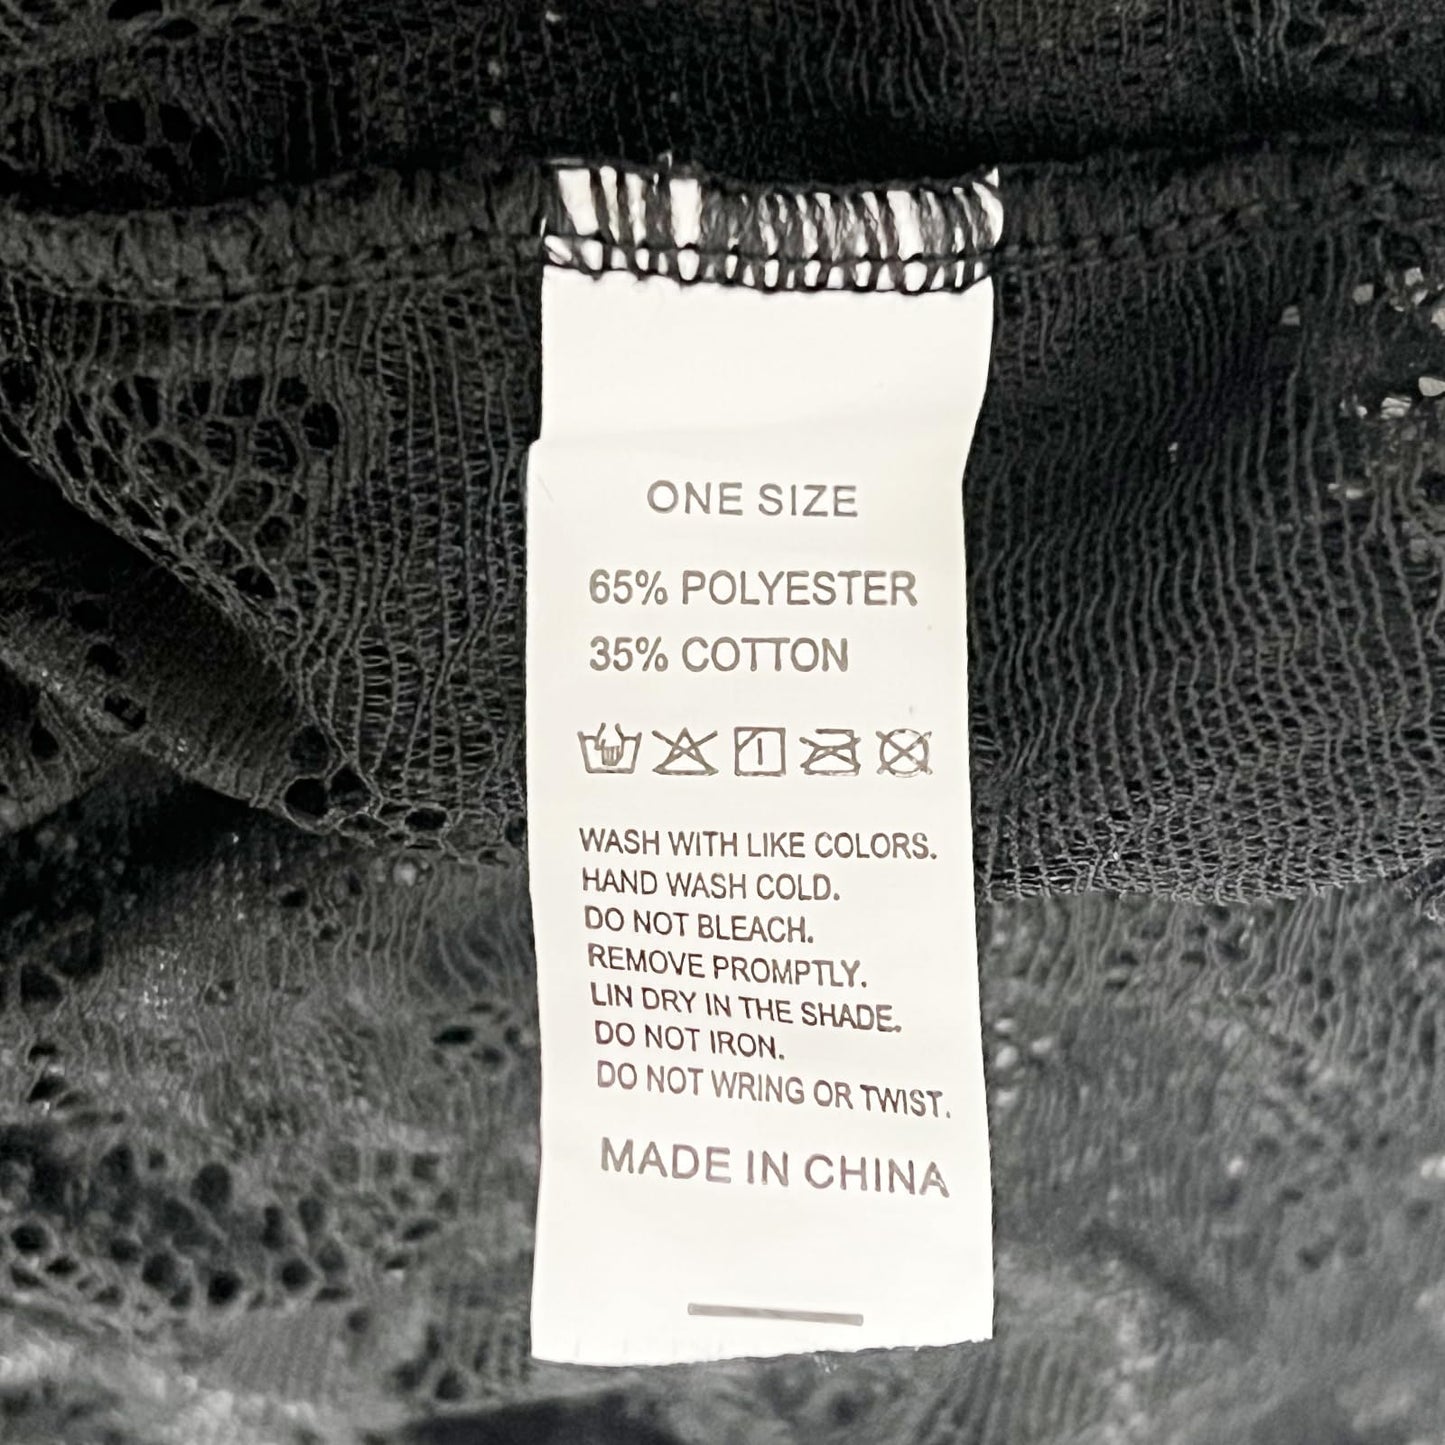 ONE SIZE
65% POLYESTER
35% COTTON
WASH WITH LIKE COLORS.
HAND WASH COLD.
DO NOT BLEACH.
REMOVE PROMPTLY.
LIN DRY IN THE SHADE.
DO NOT IRON.
DO NOT WRING OR TWIST.
MADE IN CHINA